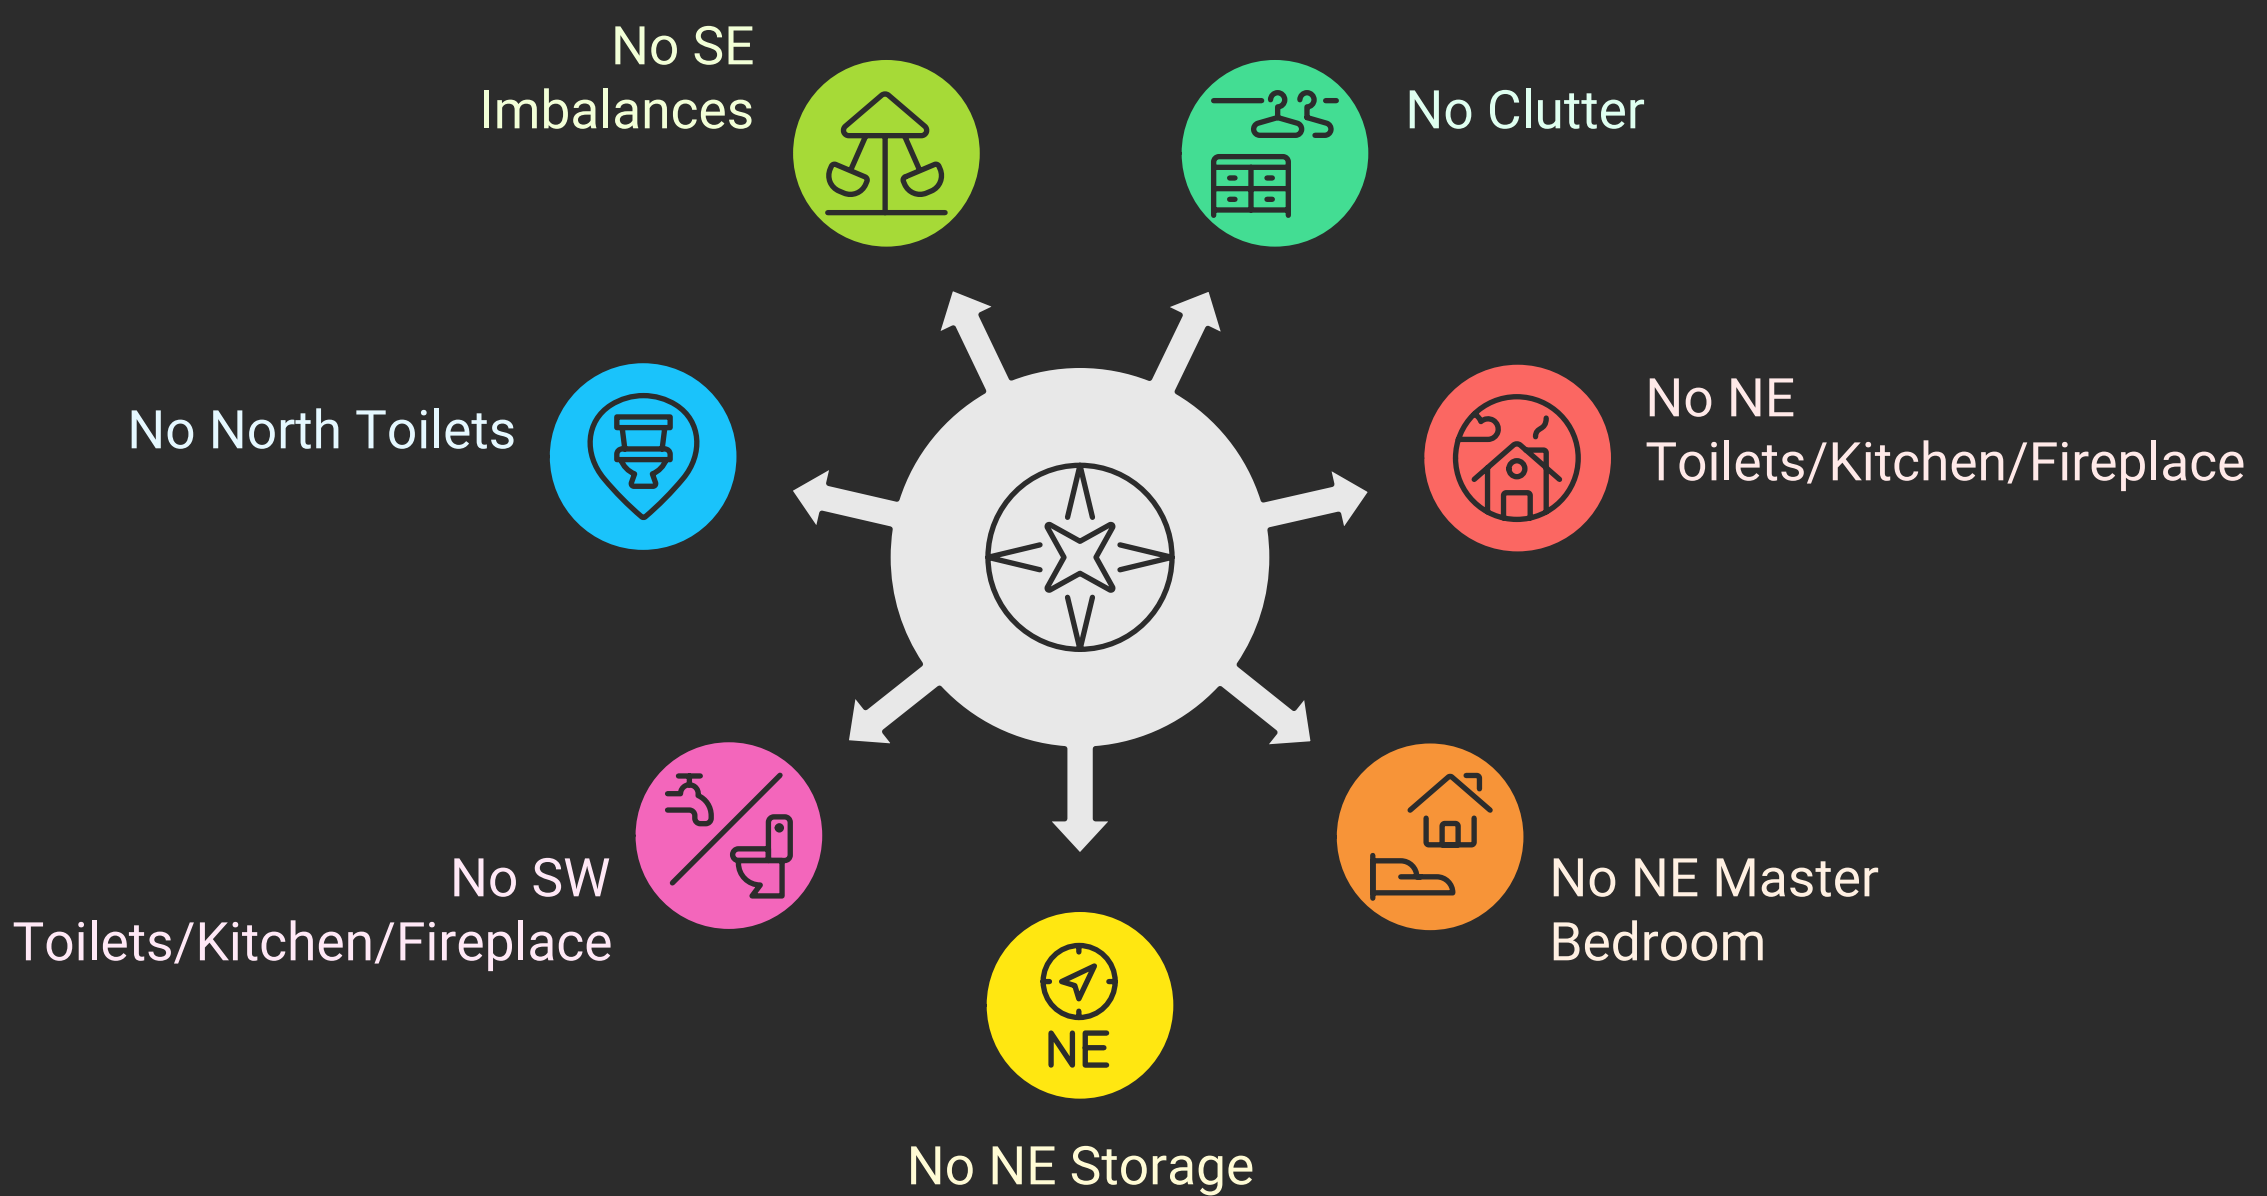 No SE
Imbalances
No Clutter
No North Toilets
No NE
Toilets/Kitchen/Fireplace
No SW
Toilets/Kitchen/Fireplace
No NE Master
Bedroom
NE
No NE Storage